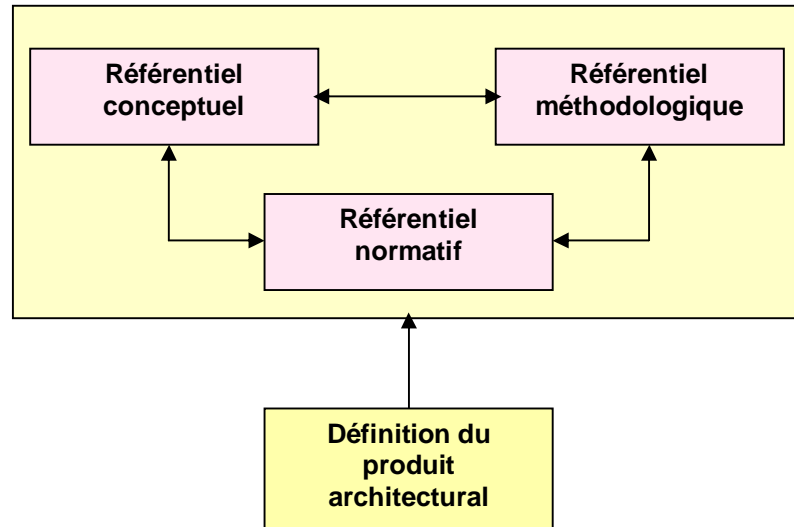 Référentiel
conceptuel
Référentiel
méthodologique
Référentiel
normatif
Définition du
produit
architectural